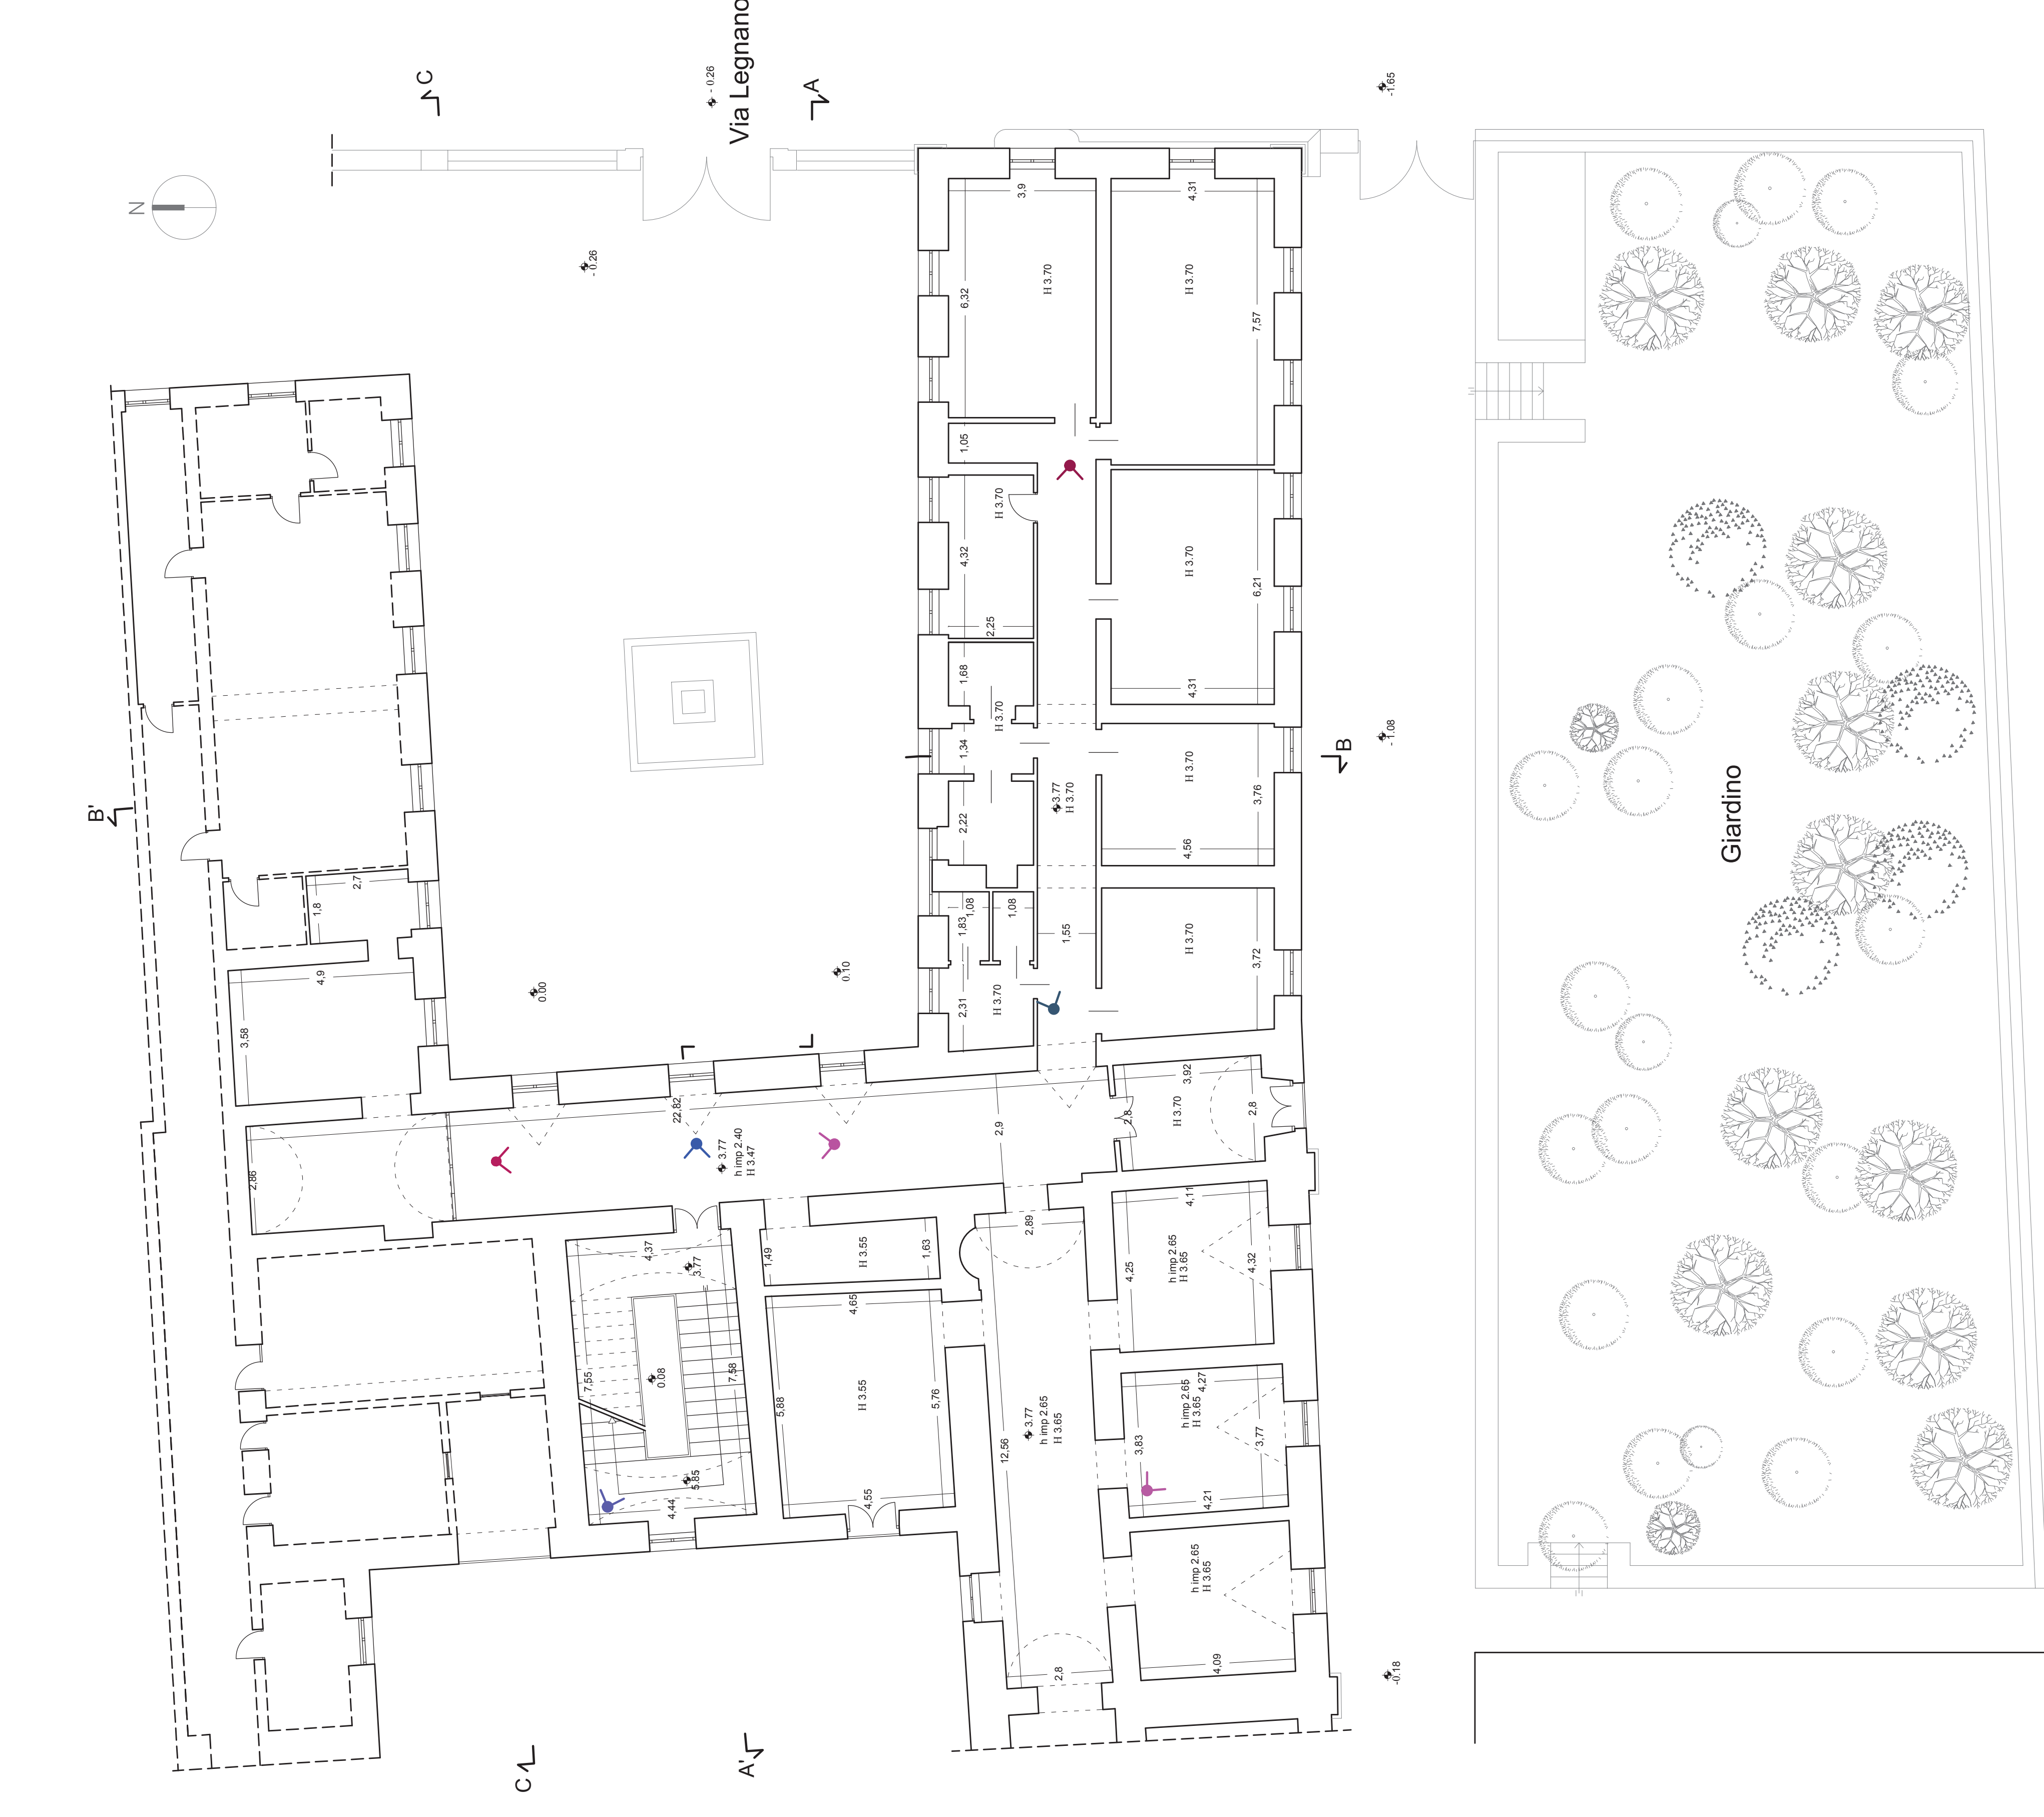 Via Legnano
C
A
- 0.26
-1.65
N
- 0.26
3,9
4,31
6,32
H 3.70
H 3.70
7,57
1,05
H 3.70
4,32
2,25
H 3.70
6,21
4,31
1,68
H 3.70
1,34
2,22
3.77
H 3.70
H 3.70
3,76
4,56
B
- 1.08
B'
Giardino
2,7
1,8
4,9
3,58
0.00
0.10
1,83
1,08
1,08
1,55
H 3.70
3,72
2,31
H 3.70
22,82
2,9
2,8
3,92
H 3.70
2,8
3.77
h imp 2.40
H 3.47
2,86
4,37
3.77
1,49
H 3.55
1,63
2,89
4,11
4,25
h imp 2.65
H 3.65
4,32
4,65
7,55
0.08
7,58
5,88
H 3.55
5,76
3.77
h imp 2.65
H 3.65
12,56
h imp 2.65
H 3.65
4,27
3,83
3,77
4,21
5.85
4,44
4,55
h imp 2.65
H 3.65
2,8
4,09
-0.18
C
A'